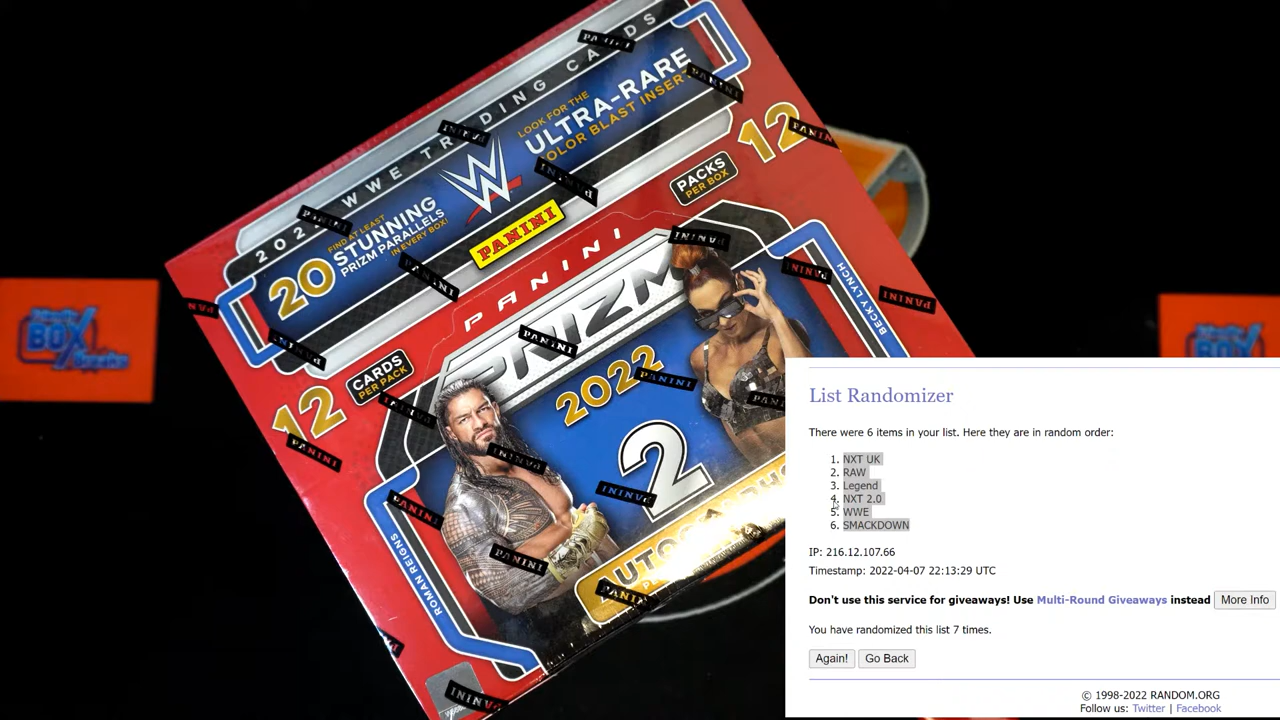 2022 WWE TRADING CARDS
FIND AT LEAST
20 STUNNING
PRIZM PARALLELS
IN EVERY BOX!
LOOK FOR THE
ULTRA-RARE
COLOR BLAST INSERT
PANINI
12
PACKS
PER BOX
12
CARDS
PER PACK
PANINI
PRIZM
2022
2
BECKY LYNCH
ROMAN REIGNS
PANINI
BOX
List Randomizer
There were 6 items in your list. Here they are in random order:
1. NXT UK
2. RAW
3. Legend
4. NXT 2.0
5. WWE
6. SMACKDOWN
IP: 216.12.107.66
Timestamp: 2022-04-07 22:13:29 UTC
Don't use this service for giveaways! Use Multi-Round Giveaways instead More Info
You have randomized this list 7 times.
Again! Go Back
© 1998-2022 RANDOM.ORG
Follow us: Twitter | Facebook